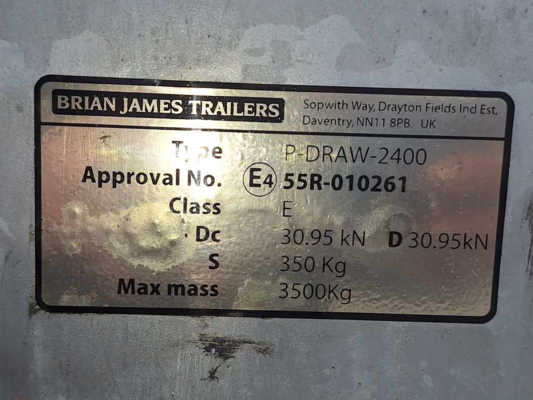 BRIAN JAMES TRAILERS
Sopwith Way, Drayton Fields Ind Est,
Daventry, NN11 8PB. UK
Type P-DRAW-2400
Approval No. E4 55R-010261
Class E
Dc 30.95 kN D 30.95kN
S 350 Kg
Max mass 3500Kg